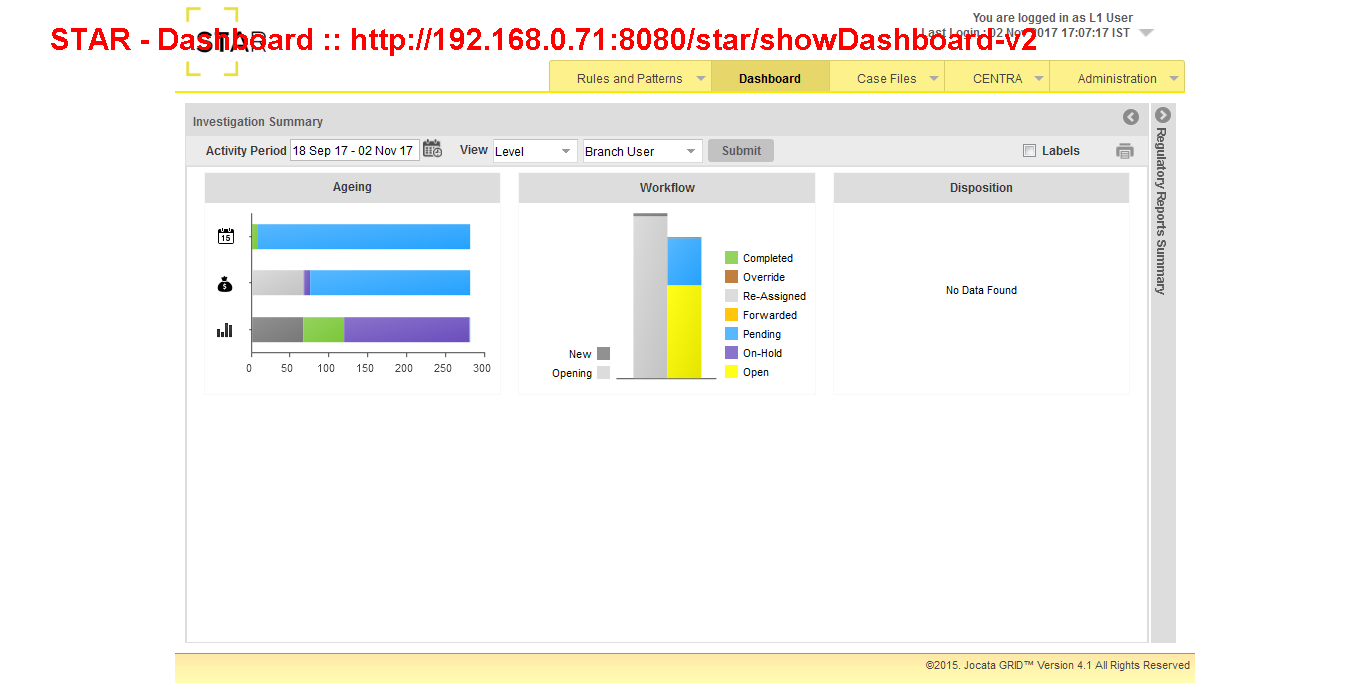 You are logged in as L1 User
STAR
STAR - Dashboard :: http://192.168.0.71:8080/star/showDashboard-v2
Last Login : 02 Nov 2017 17:07:17 IST
Rules and Patterns Dashboard Case Files CENTRA Administration
Investigation Summary
Activity Period 18 Sep 17 - 02 Nov 17 View Level Branch User Submit Labels
Regulatory Reports Summary
Ageing Workflow Disposition
15
$
0 50 100 150 200 250 300
New
Opening
Completed
Override
Re-Assigned
Forwarded
Pending
On-Hold
Open
No Data Found
©2015. Jocata GRID™ Version 4.1 All Rights Reserved